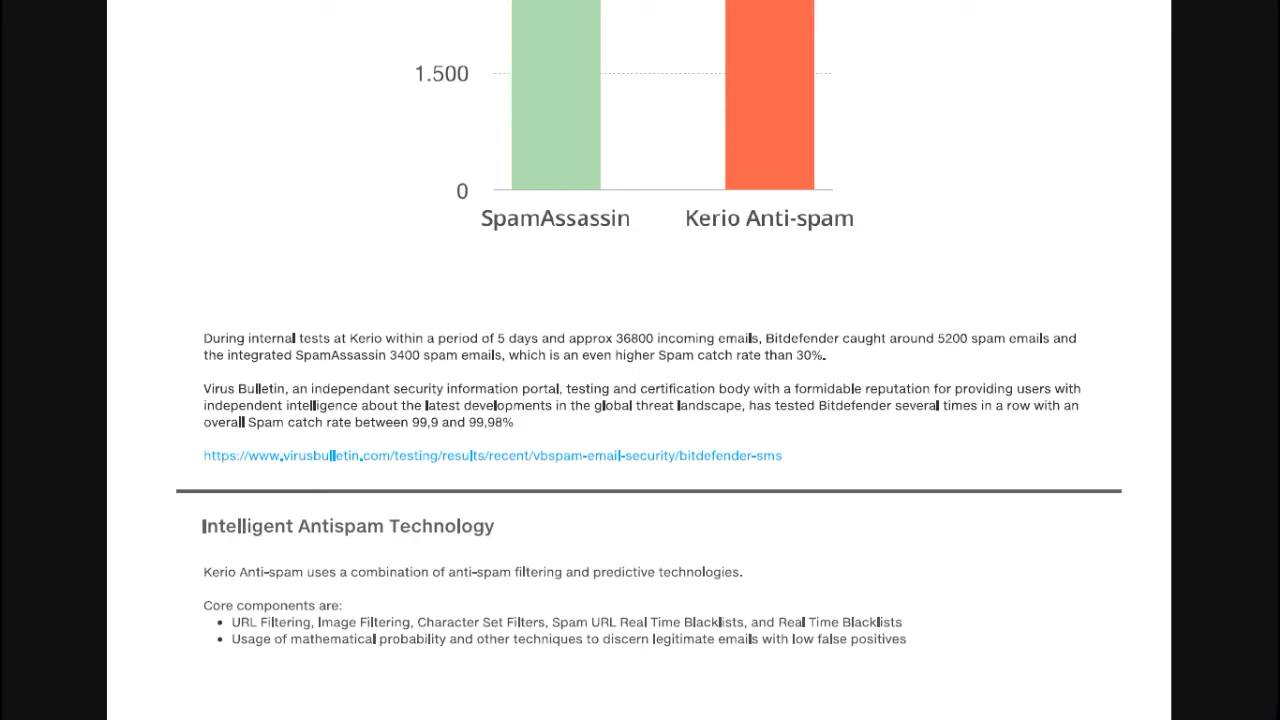 1.500
0
SpamAssassin
Kerio Anti-spam
During internal tests at Kerio within a period of 5 days and approx 36800 incoming emails, Bitdefender caught around 5200 spam emails and
the integrated SpamAssassin 3400 spam emails, which is an even higher Spam catch rate than 30%.
Virus Bulletin, an independant security information portal, testing and certification body with a formidable reputation for providing users with
independent intelligence about the latest developments in the global threat landscape, has tested Bitdefender several times in a row with an
overall Spam catch rate between 99,9 and 99,98%
https://www.virusbulletin.com/testing/results/recent/vbspam-email-security/bitdefender-sms
Intelligent Antispam Technology
Kerio Anti-spam uses a combination of anti-spam filtering and predictive technologies.
Core components are:
• URL Filtering, Image Filtering, Character Set Filters, Spam URL Real Time Blacklists, and Real Time Blacklists
• Usage of mathematical probability and other techniques to discern legitimate emails with low false positives